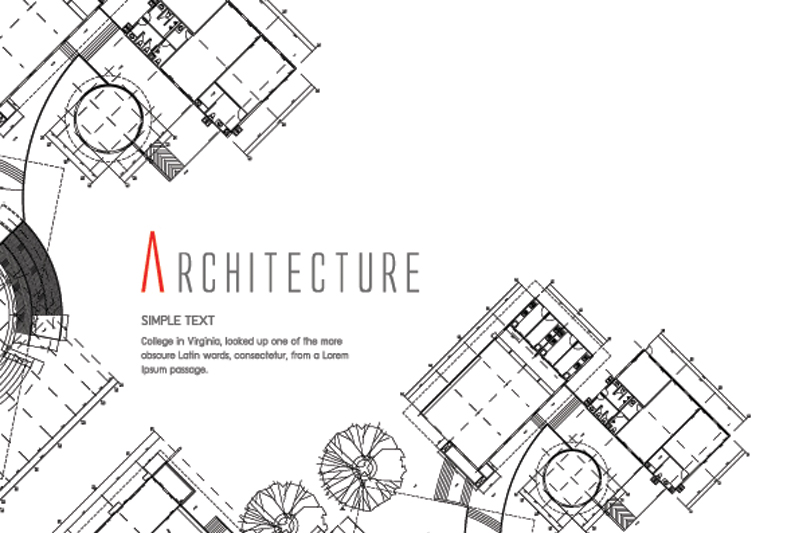 ARCHITECTURE
SIMPLE TEXT
College in Virginia, looked up one of the more
obscure Latin words, consectetur, from a Lorem
Ipsum passage.